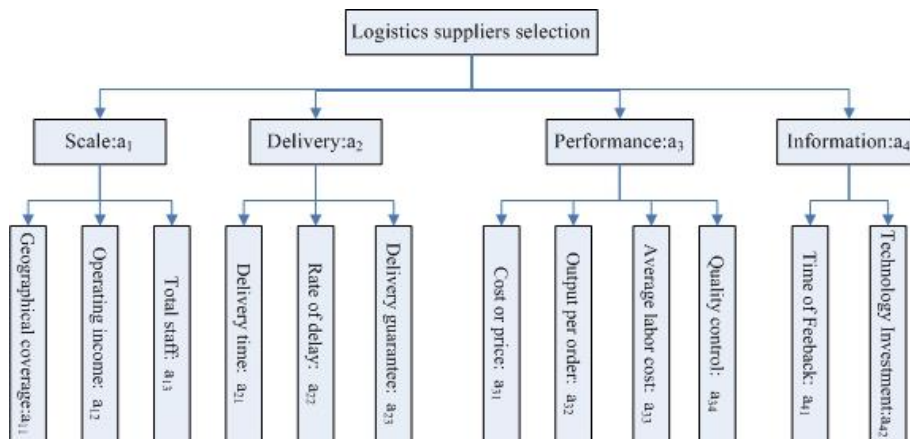 Logistics suppliers selection
Scale:a₁
Delivery:a₂
Performance:a₃
Information:a₄
Geographical coverage:a₁₁
Operating income: a₁₂
Total staff: a₁₃
Delivery time: a₂₁
Rate of delay: a₂₂
Delivery guarantee: a₂₃
Cost or price: a₃₁
Output per order: a₃₂
Average labor cost: a₃₃
Quality control: a₃₄
Time of Feeback: a₄₁
Technology Investment:a₄₂